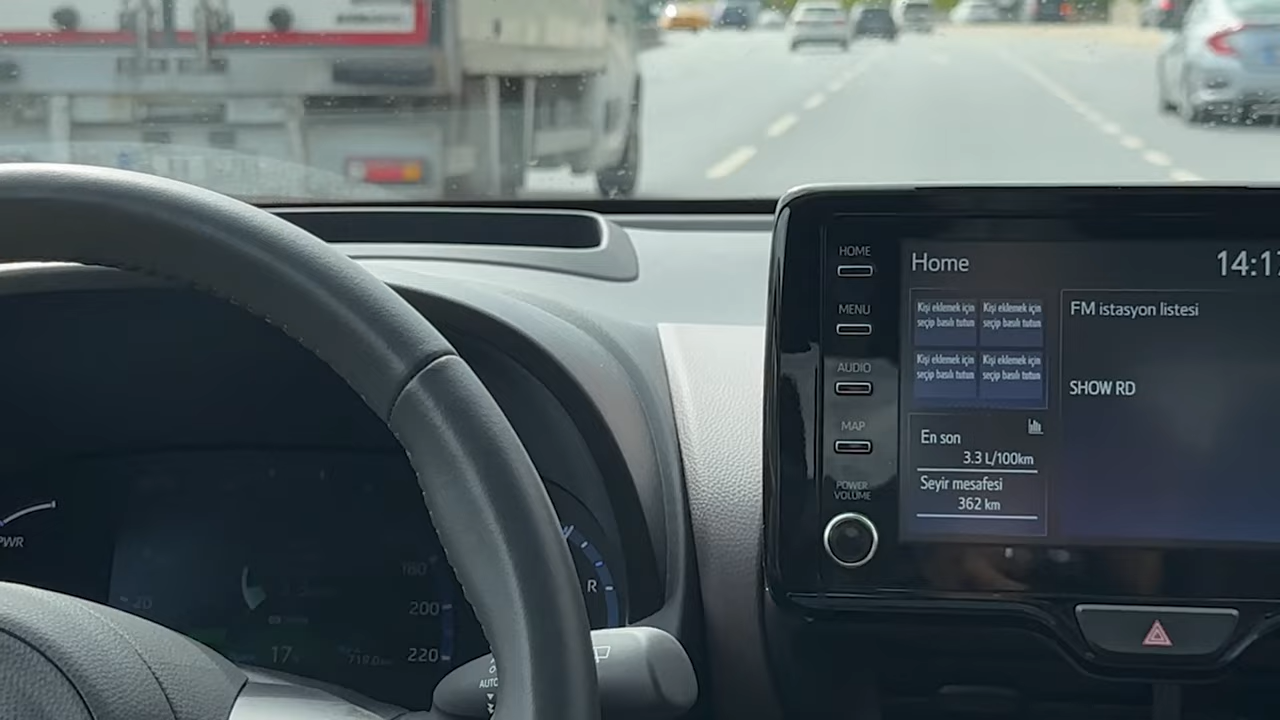 HOME
MENU
AUDIO
MAP
POWER
VOLUME
Home
14:17
Kişi eklemek için
seçip basılı tutun
Kişi eklemek için
seçip basılı tutun
Kişi eklemek için
seçip basılı tutun
Kişi eklemek için
seçip basılı tutun
FM istasyon listesi
SHOW RD
En son
3.3 L/100km
Seyir mesafesi
362 km
PWR
180
200
220
R
17
AUTO